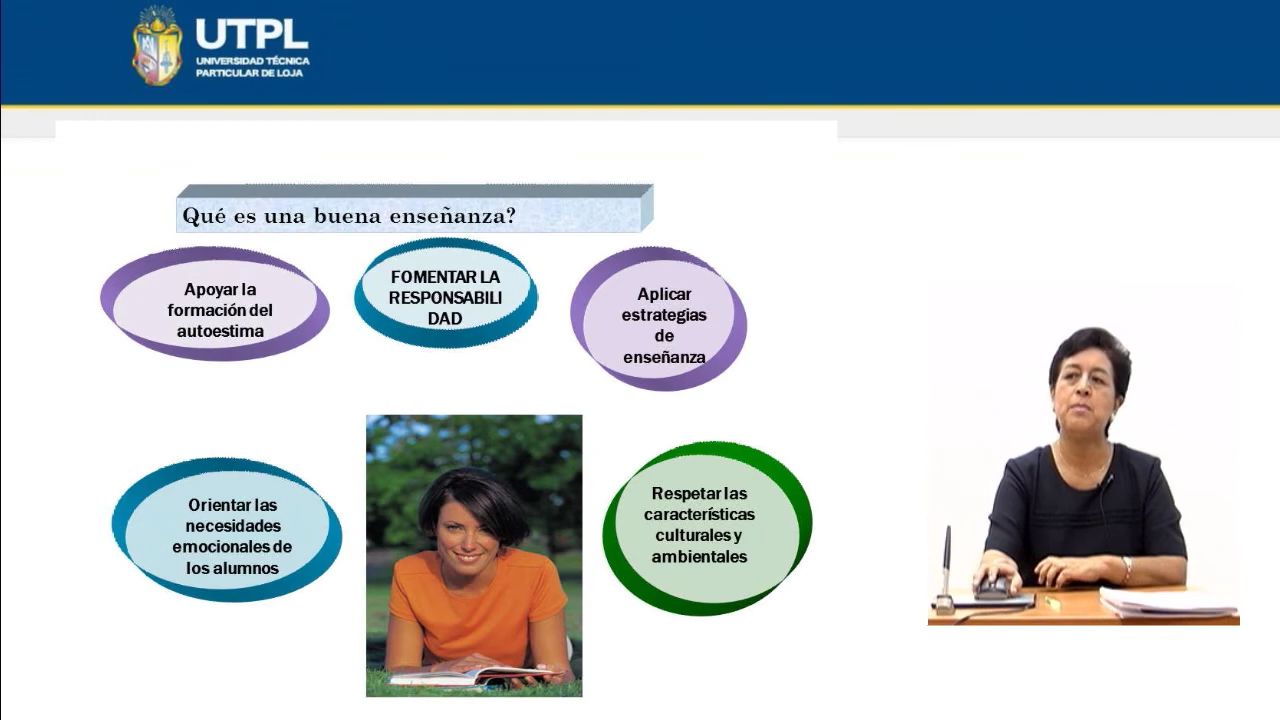 UTPL
UNIVERSIDAD TÉCNICA
PARTICULAR DE LOJA
Qué es una buena enseñanza?
Apoyar la
formación del
autoestima
FOMENTAR LA
RESPONSABILI
DAD
Aplicar
estrategias
de
enseñanza
Orientar las
necesidades
emocionales de
los alumnos
Respetar las
características
culturales y
ambientales